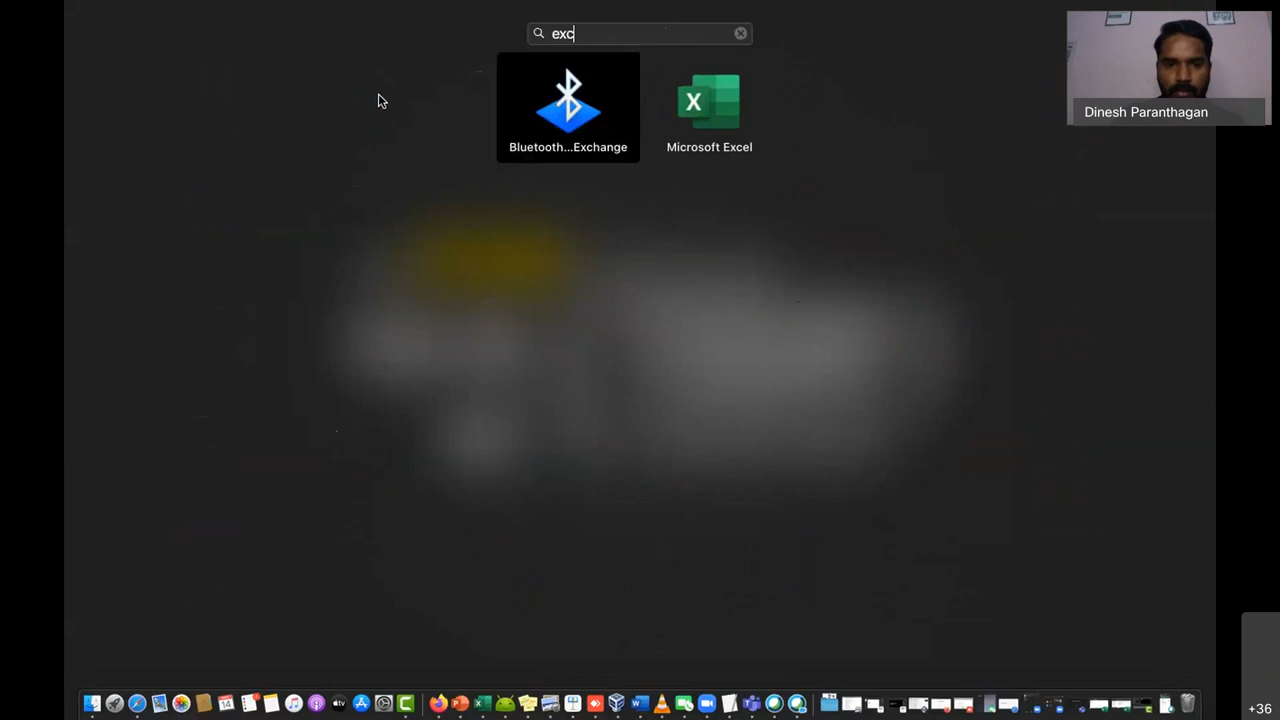 exc
Dinesh Paranthagan
Bluetooth...Exchange
Microsoft Excel
+36